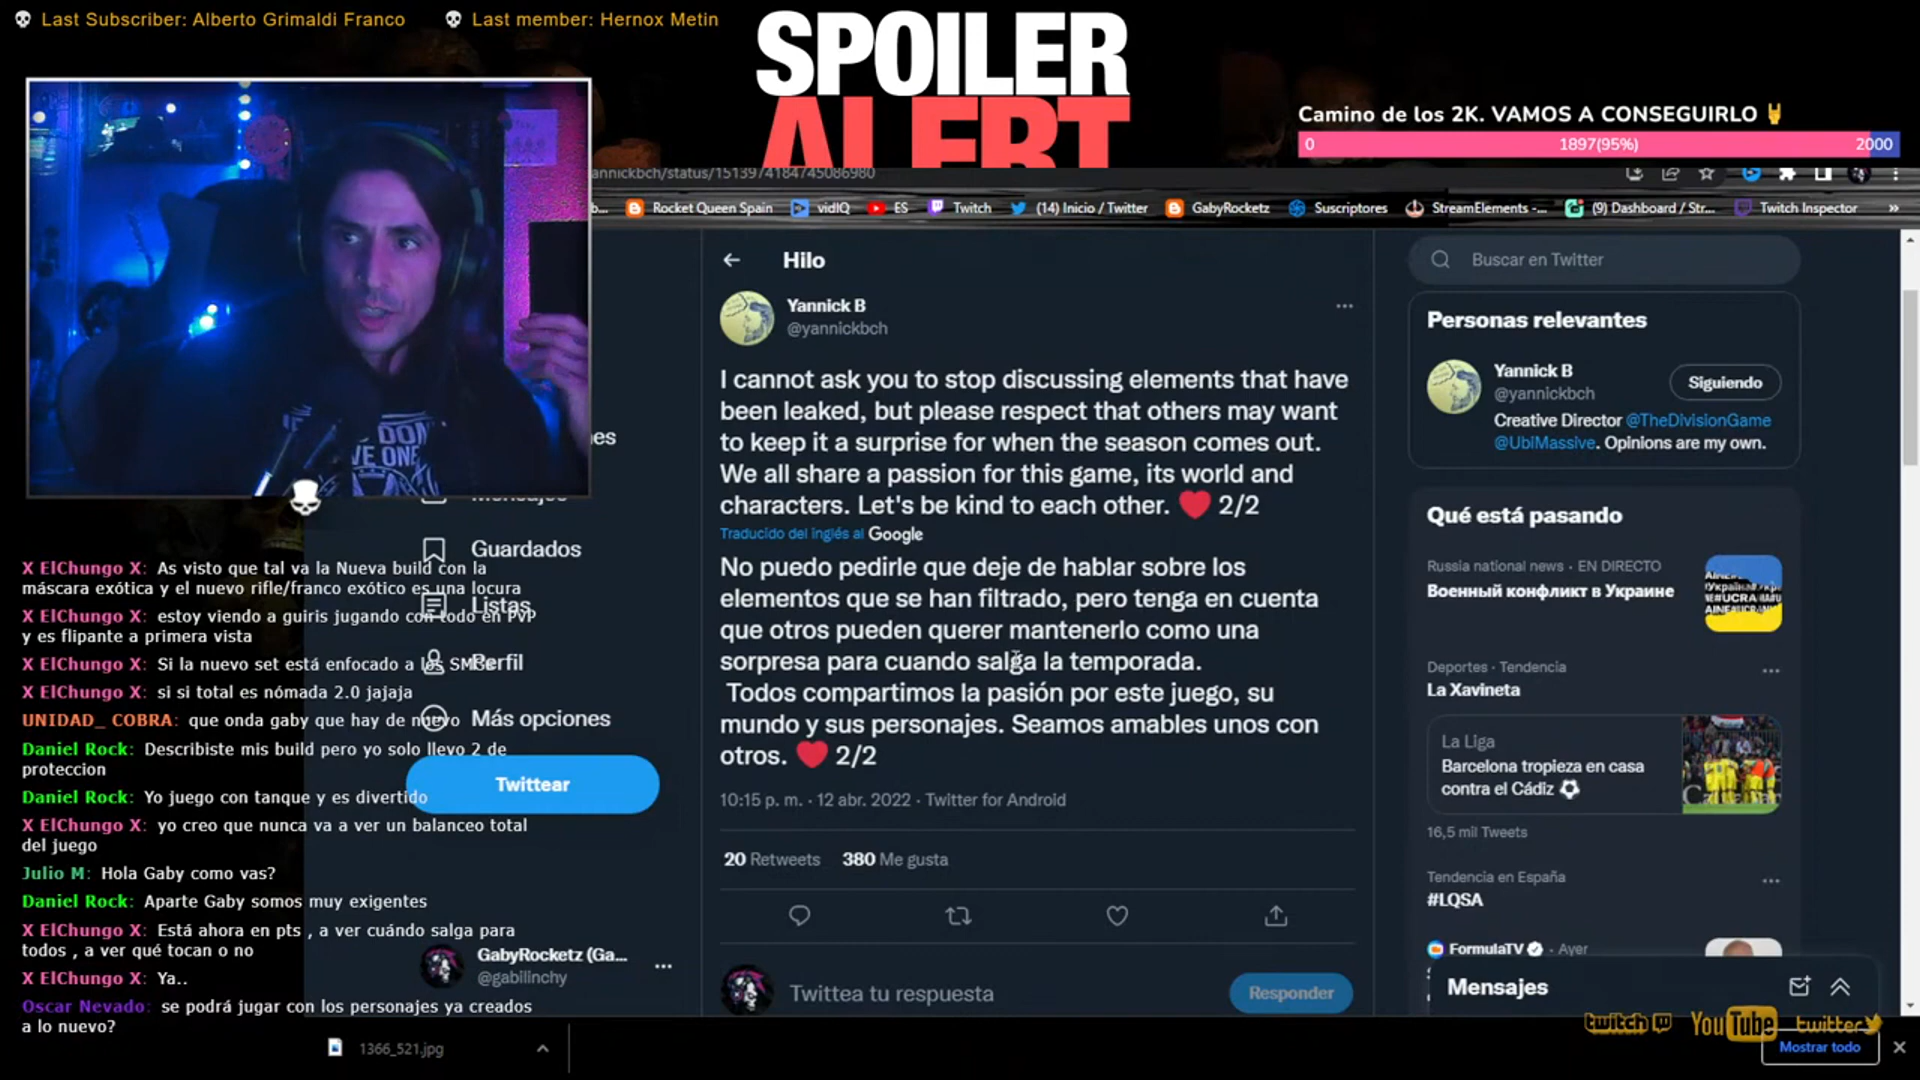 Last Subscriber: Alberto Grimaldi Franco
Last member: Hernox Metin
SPOILER
ALERT
Camino de los 2K. VAMOS A CONSEGUIRLO
0 1897(95%) 2000
annickbch/status/1513974184745086980
Rocket Queen Spain vidIQ ES Twitch (14) Inicio / Twitter GabyRocketz Suscriptores StreamElements -... (9) Dashboard / Str... Twitch Inspector »
Hilo
Yannick B
@yannickbch
I cannot ask you to stop discussing elements that have
been leaked, but please respect that others may want
to keep it a surprise for when the season comes out.
We all share a passion for this game, its world and
characters. Let's be kind to each other. ❤️ 2/2
Traducido del inglés al Google
No puedo pedirle que deje de hablar sobre los
elementos que se han filtrado, pero tenga en cuenta
que otros pueden querer mantenerlo como una
sorpresa para cuando salga la temporada.
Todos compartimos la pasión por este juego, su
mundo y sus personajes. Seamos amables unos con
otros. ❤️ 2/2
10:15 p. m. · 12 abr. 2022 · Twitter for Android
20 Retweets 380 Me gusta
Twittea tu respuesta
Responder
Buscar en Twitter
Personas relevantes
Yannick B
@yannickbch
Siguiendo
Creative Director @TheDivisionGame
@UbiMassive. Opinions are my own.
Qué está pasando
Russia national news · EN DIRECTO
Военный конфликт в Украине
Deportes · Tendencia
La Xavineta
La Liga
Barcelona tropieza en casa
contra el Cádiz
16,5 mil Tweets
Tendencia en España
#LQSA
FormulaTV · Ayer
Mensajes
Mensajes
Guardados
Listas
Perfil
Más opciones
Twittear
GabyRocketz (Ga...
@gabilinchy
X ElChungo X: As visto que tal va la Nueva build con la
máscara exótica y el nuevo rifle/franco exótico es una locura
X ElChungo X: estoy viendo a guiris jugando con todo en PvP
y es flipante a primera vista
X ElChungo X: Si la nuevo set está enfocado a los SMGs
X ElChungo X: si si total es nómada 2.0 jajaja
UNIDAD_ COBRA: que onda gaby que hay de nuevo
Daniel Rock: Describiste mis build pero yo solo llevo 2 de
proteccion
Daniel Rock: Yo juego con tanque y es divertido
X ElChungo X: yo creo que nunca va a ver un balanceo total
del juego
Julio M: Hola Gaby como vas?
Daniel Rock: Aparte Gaby somos muy exigentes
X ElChungo X: Está ahora en pts , a ver cuándo salga para
todos , a ver qué tocan o no
X ElChungo X: Ya..
Oscar Nevado: se podrá jugar con los personajes ya creados
a lo nuevo?
1366_521.jpg
twitch YouTube twitter
Mostrar todo